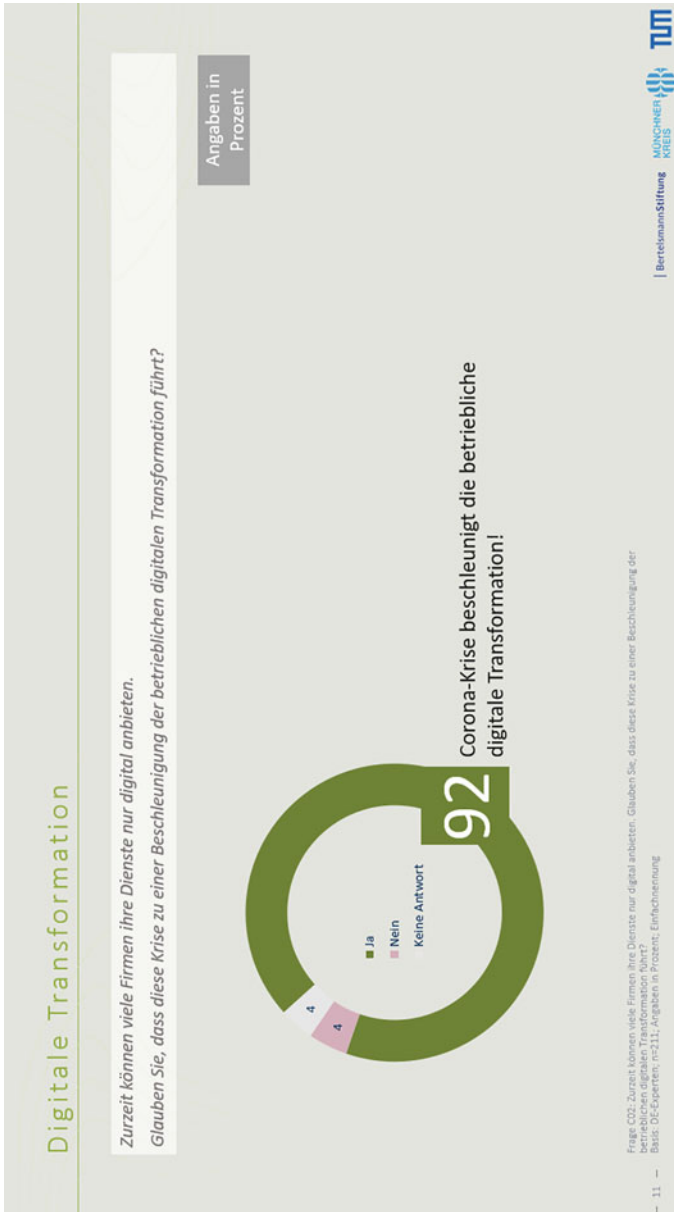 Digitale Transformation
Zurzeit können viele Firmen ihre Dienste nur digital anbieten.
Glauben Sie, dass diese Krise zu einer Beschleunigung der betrieblichen digitalen Transformation führt?
Angaben in
Prozent
4
4
Ja
Nein
Keine Antwort
92
Corona-Krise beschleunigt die betriebliche
digitale Transformation!
Frage C02: Zurzeit können viele Firmen ihre Dienste nur digital anbieten. Glauben Sie, dass diese Krise zu einer Beschleunigung der
betrieblichen digitalen Transformation führt?
Basis: DE-Experten; n=211; Angaben in Prozent; Einfachnennung
— 11 —
| BertelsmannStiftung
MÜNCHNER
KREIS
TUM